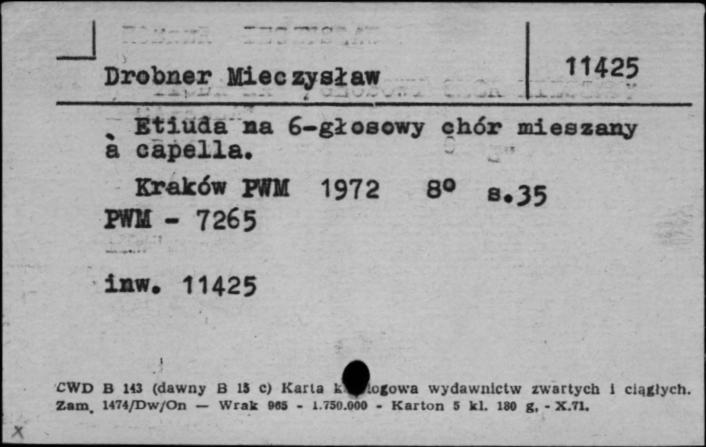 Drobner Mieczysław
11425
Etiuda na 6-głosowy chór mieszany
à capella.
Kraków PWM 1972 8° s.35
PWM - 7265
inw. 11425
CWD B 143 (dawny B 15 c) Karta wydawnictw zwartych i ciągłych.
Zam. 1474/Dw/On — Wrak 965 - 1.750.000 - Karton 5 kl. 180 g. - X.71.
x